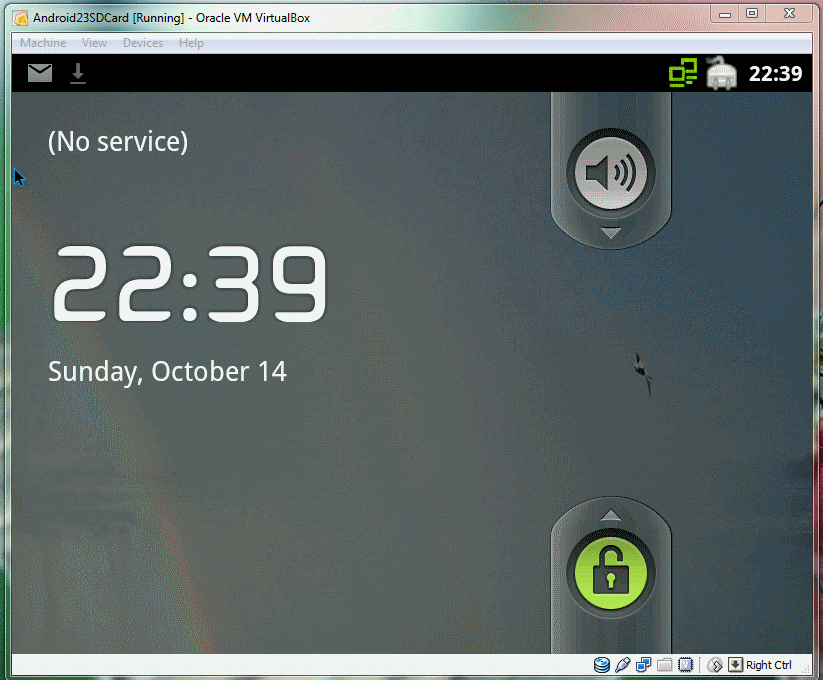 Android23SDCard [Running] - Oracle VM VirtualBox
Machine View Devices Help
22:39
(No service)
22:39
Sunday, October 14
Right Ctrl